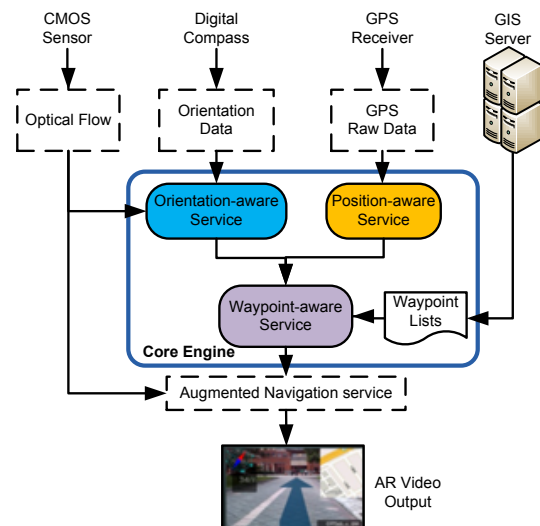 CMOS
Sensor
Digital
Compass
GPS
Receiver
GIS
Server
Optical Flow
Orientation
Data
GPS
Raw Data
Orientation-aware
Service
Position-aware
Service
Waypoint-aware
Service
Waypoint
Lists
Core Engine
Augmented Navigation service
AR Video
Output